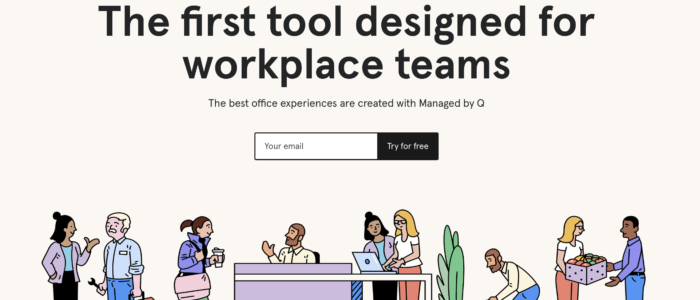 The first tool designed for
workplace teams
The best office experiences are created with Managed by Q
Your email
Try for free